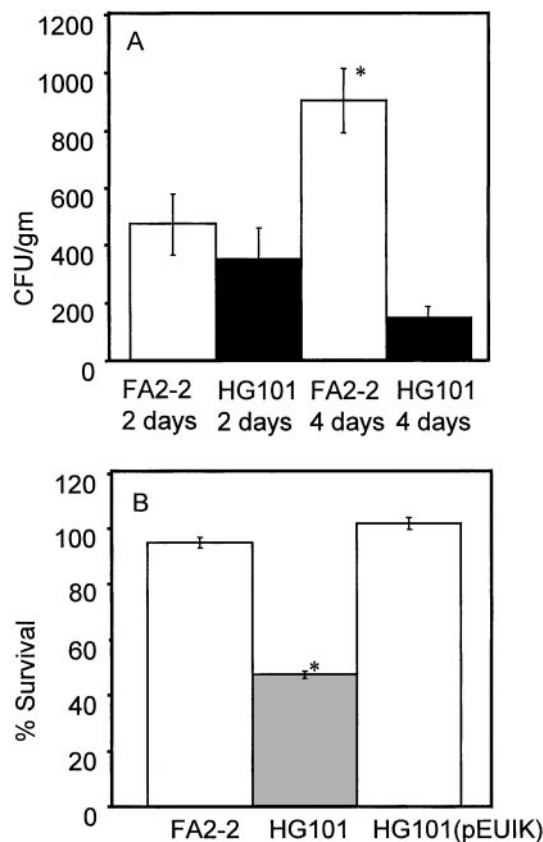 A
1200
1000
800
600
400
200
0
CFU/gm
*
FA2-2 HG101 FA2-2 HG101
2 days 2 days 4 days 4 days
B
120
100
80
60
40
20
0
% Survival
*
FA2-2 HG101 HG101(pEUIK)